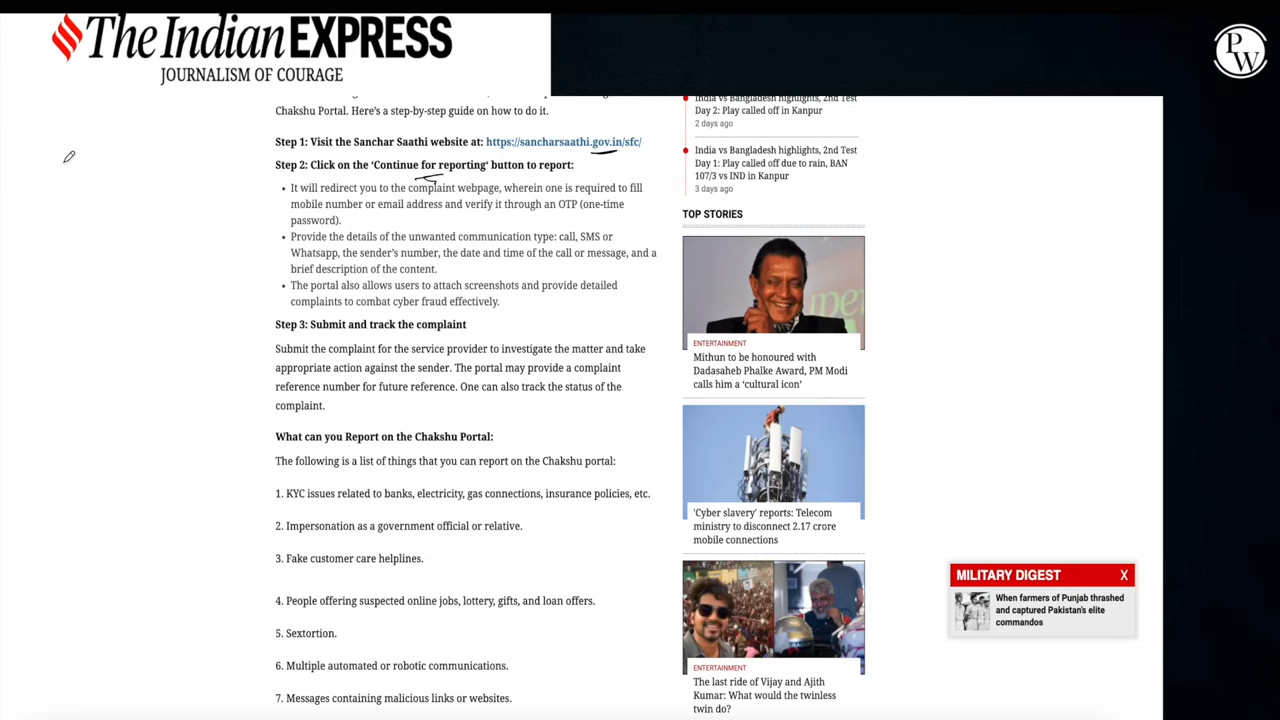 The Indian EXPRESS
JOURNALISM OF COURAGE
PW
Chakshu Portal. Here's a step-by-step guide on how to do it.
Step 1: Visit the Sanchar Saathi website at: https://sancharsaathi.gov.in/sfc/
Step 2: Click on the 'Continue for reporting' button to report:
• It will redirect you to the complaint webpage, wherein one is required to fill
mobile number or email address and verify it through an OTP (one-time
password).
• Provide the details of the unwanted communication type: call, SMS or
Whatsapp, the sender's number, the date and time of the call or message, and a
brief description of the content.
• The portal also allows users to attach screenshots and provide detailed
complaints to combat cyber fraud effectively.
Step 3: Submit and track the complaint
Submit the complaint for the service provider to investigate the matter and take
appropriate action against the sender. The portal may provide a complaint
reference number for future reference. One can also track the status of the
complaint.
What can you Report on the Chakshu Portal:
The following is a list of things that you can report on the Chakshu portal:
1. KYC issues related to banks, electricity, gas connections, insurance policies, etc.
2. Impersonation as a government official or relative.
3. Fake customer care helplines.
4. People offering suspected online jobs, lottery, gifts, and loan offers.
5. Sextortion.
6. Multiple automated or robotic communications.
7. Messages containing malicious links or websites.
India vs Bangladesh highlights, 2nd Test
Day 2: Play called off in Kanpur
2 days ago
India vs Bangladesh highlights, 2nd Test
Day 1: Play called off due to rain, BAN
107/3 vs IND in Kanpur
3 days ago
TOP STORIES
ENTERTAINMENT
Mithun to be honoured with
Dadasaheb Phalke Award, PM Modi
calls him a 'cultural icon'
'Cyber slavery' reports: Telecom
ministry to disconnect 2.17 crore
mobile connections
ENTERTAINMENT
The last ride of Vijay and Ajith
Kumar: What would the twinless
twin do?
MILITARY DIGEST X
When farmers of Punjab thrashed
and captured Pakistan's elite
commandos